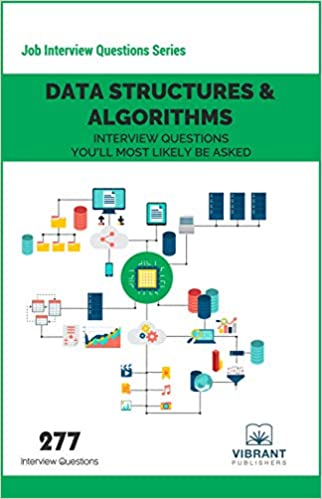 Job Interview Questions Series
DATA STRUCTURES &
ALGORITHMS
INTERVIEW QUESTIONS
YOU'LL MOST LIKELY BE ASKED
277
Interview Questions
VIBRANT
PUBLISHERS